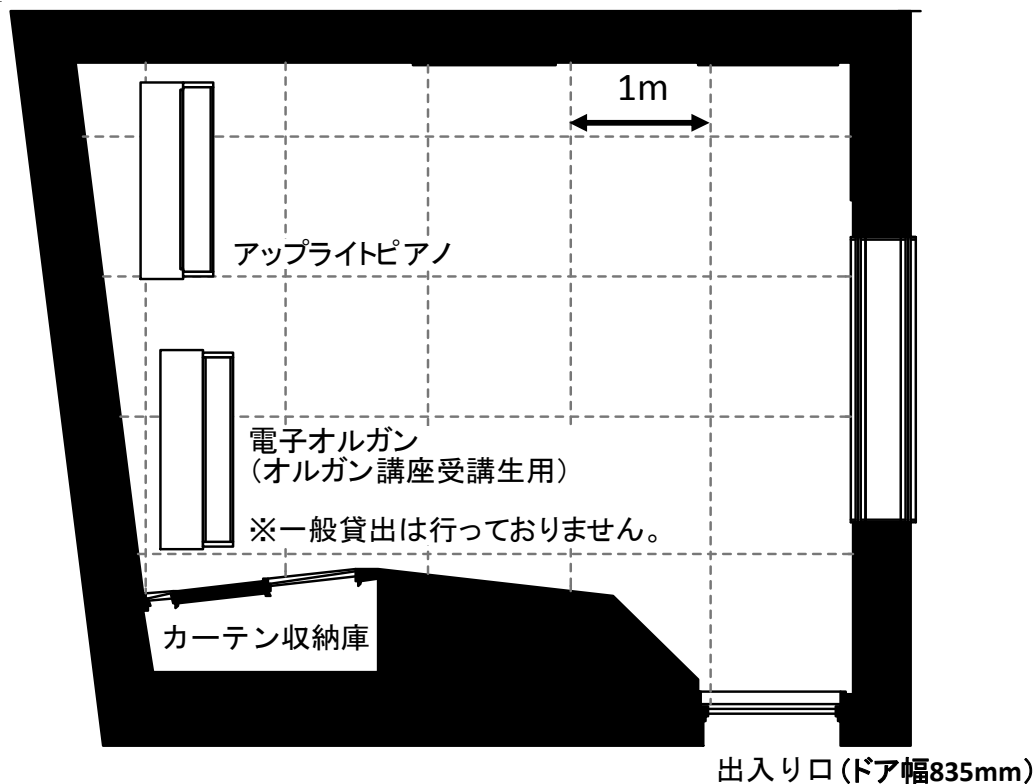 1m
アップライトピアノ
電子オルガン
（オルガン講座受講生用）
※一般貸出は行っておりません。
カーテン収納庫
出入り口（ドア幅835mm）